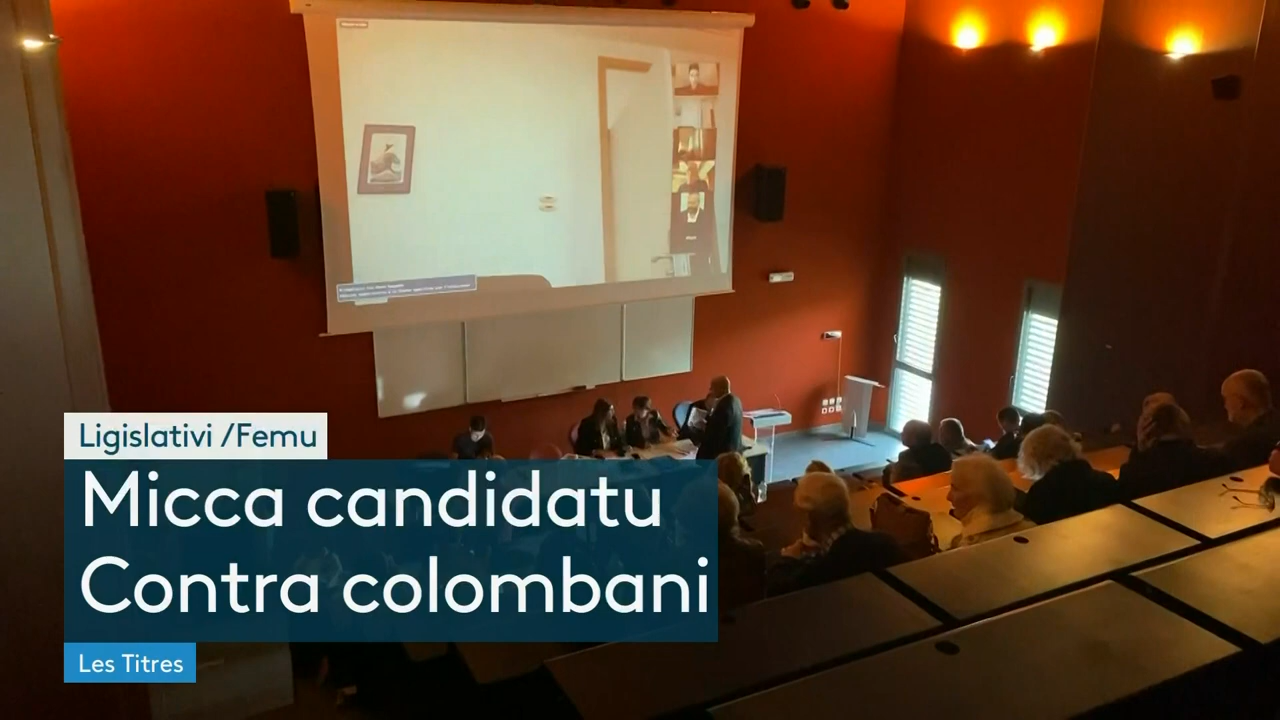 Ligislativi /Femu
Micca candidatu
Contra colombani
Les Titres